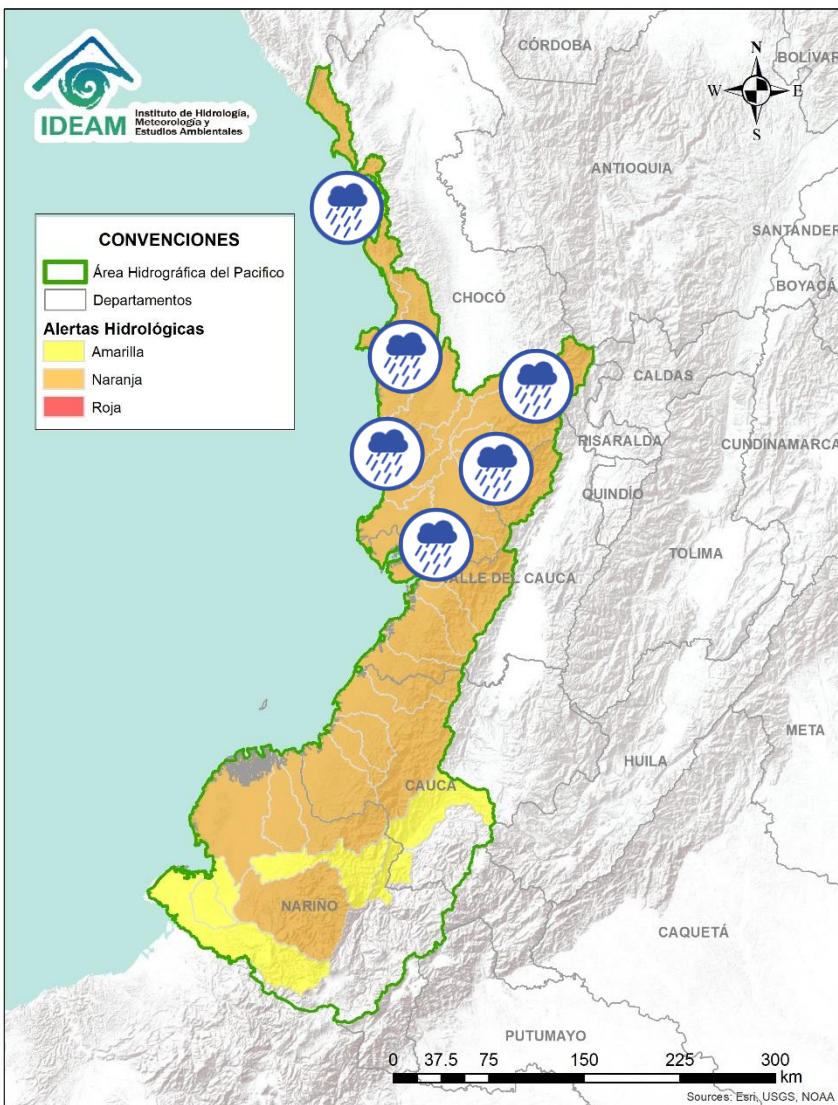 IDEAM
Instituto de Hidrología,
Meteorología y
Estudios Ambientales
N
W
E
S
CÓRDOBA
BOLÍVAR
ANTIOQUIA
SANTANDER
BOYACÁ
CHOCÓ
CALDAS
RISARALDA
CUNDINAMARCA
QUINDÍO
TOLIMA
VALLE DEL CAUCA
META
HUILA
CAUCA
NARIÑO
CAQUETÁ
PUTUMAYO
CONVENCIONES
Área Hidrográfica del Pacifico
Departamentos
Alertas Hidrológicas
Amarilla
Naranja
Roja
0 37.5 75 150 225 300
km
Sources: Esri, USGS, NOAA